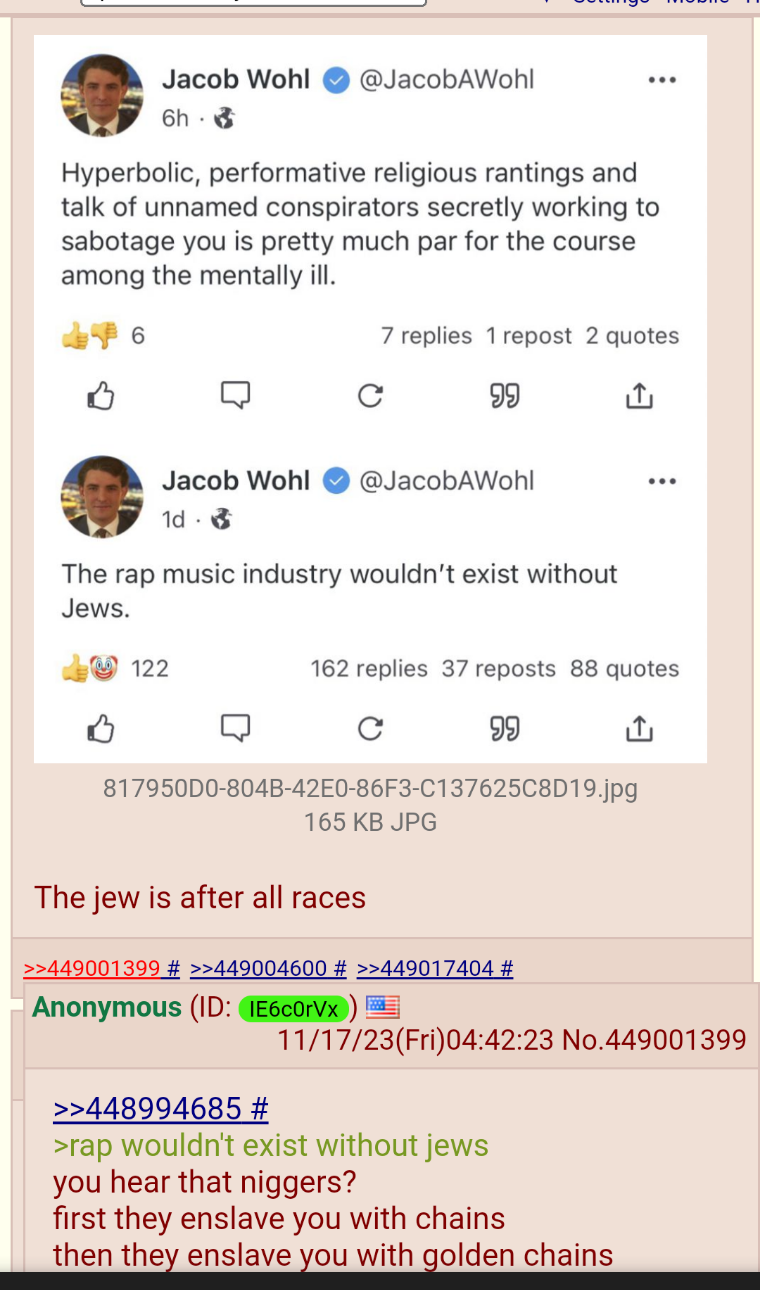 Jacob Wohl @JacobAWohl
6h ·
Hyperbolic, performative religious rantings and
talk of unnamed conspirators secretly working to
sabotage you is pretty much par for the course
among the mentally ill.
6 7 replies 1 repost 2 quotes
Jacob Wohl @JacobAWohl
1d ·
The rap music industry wouldn't exist without
Jews.
122 162 replies 37 reposts 88 quotes
817950D0-804B-42E0-86F3-C137625C8D19.jpg
165 KB JPG
The jew is after all races
>>449001399 # >>449004600 # >>449017404 #
Anonymous (ID: IE6c0rVx)
11/17/23(Fri)04:42:23 No.449001399
>>448994685 #
>rap wouldn't exist without jews
you hear that niggers?
first they enslave you with chains
then they enslave you with golden chains